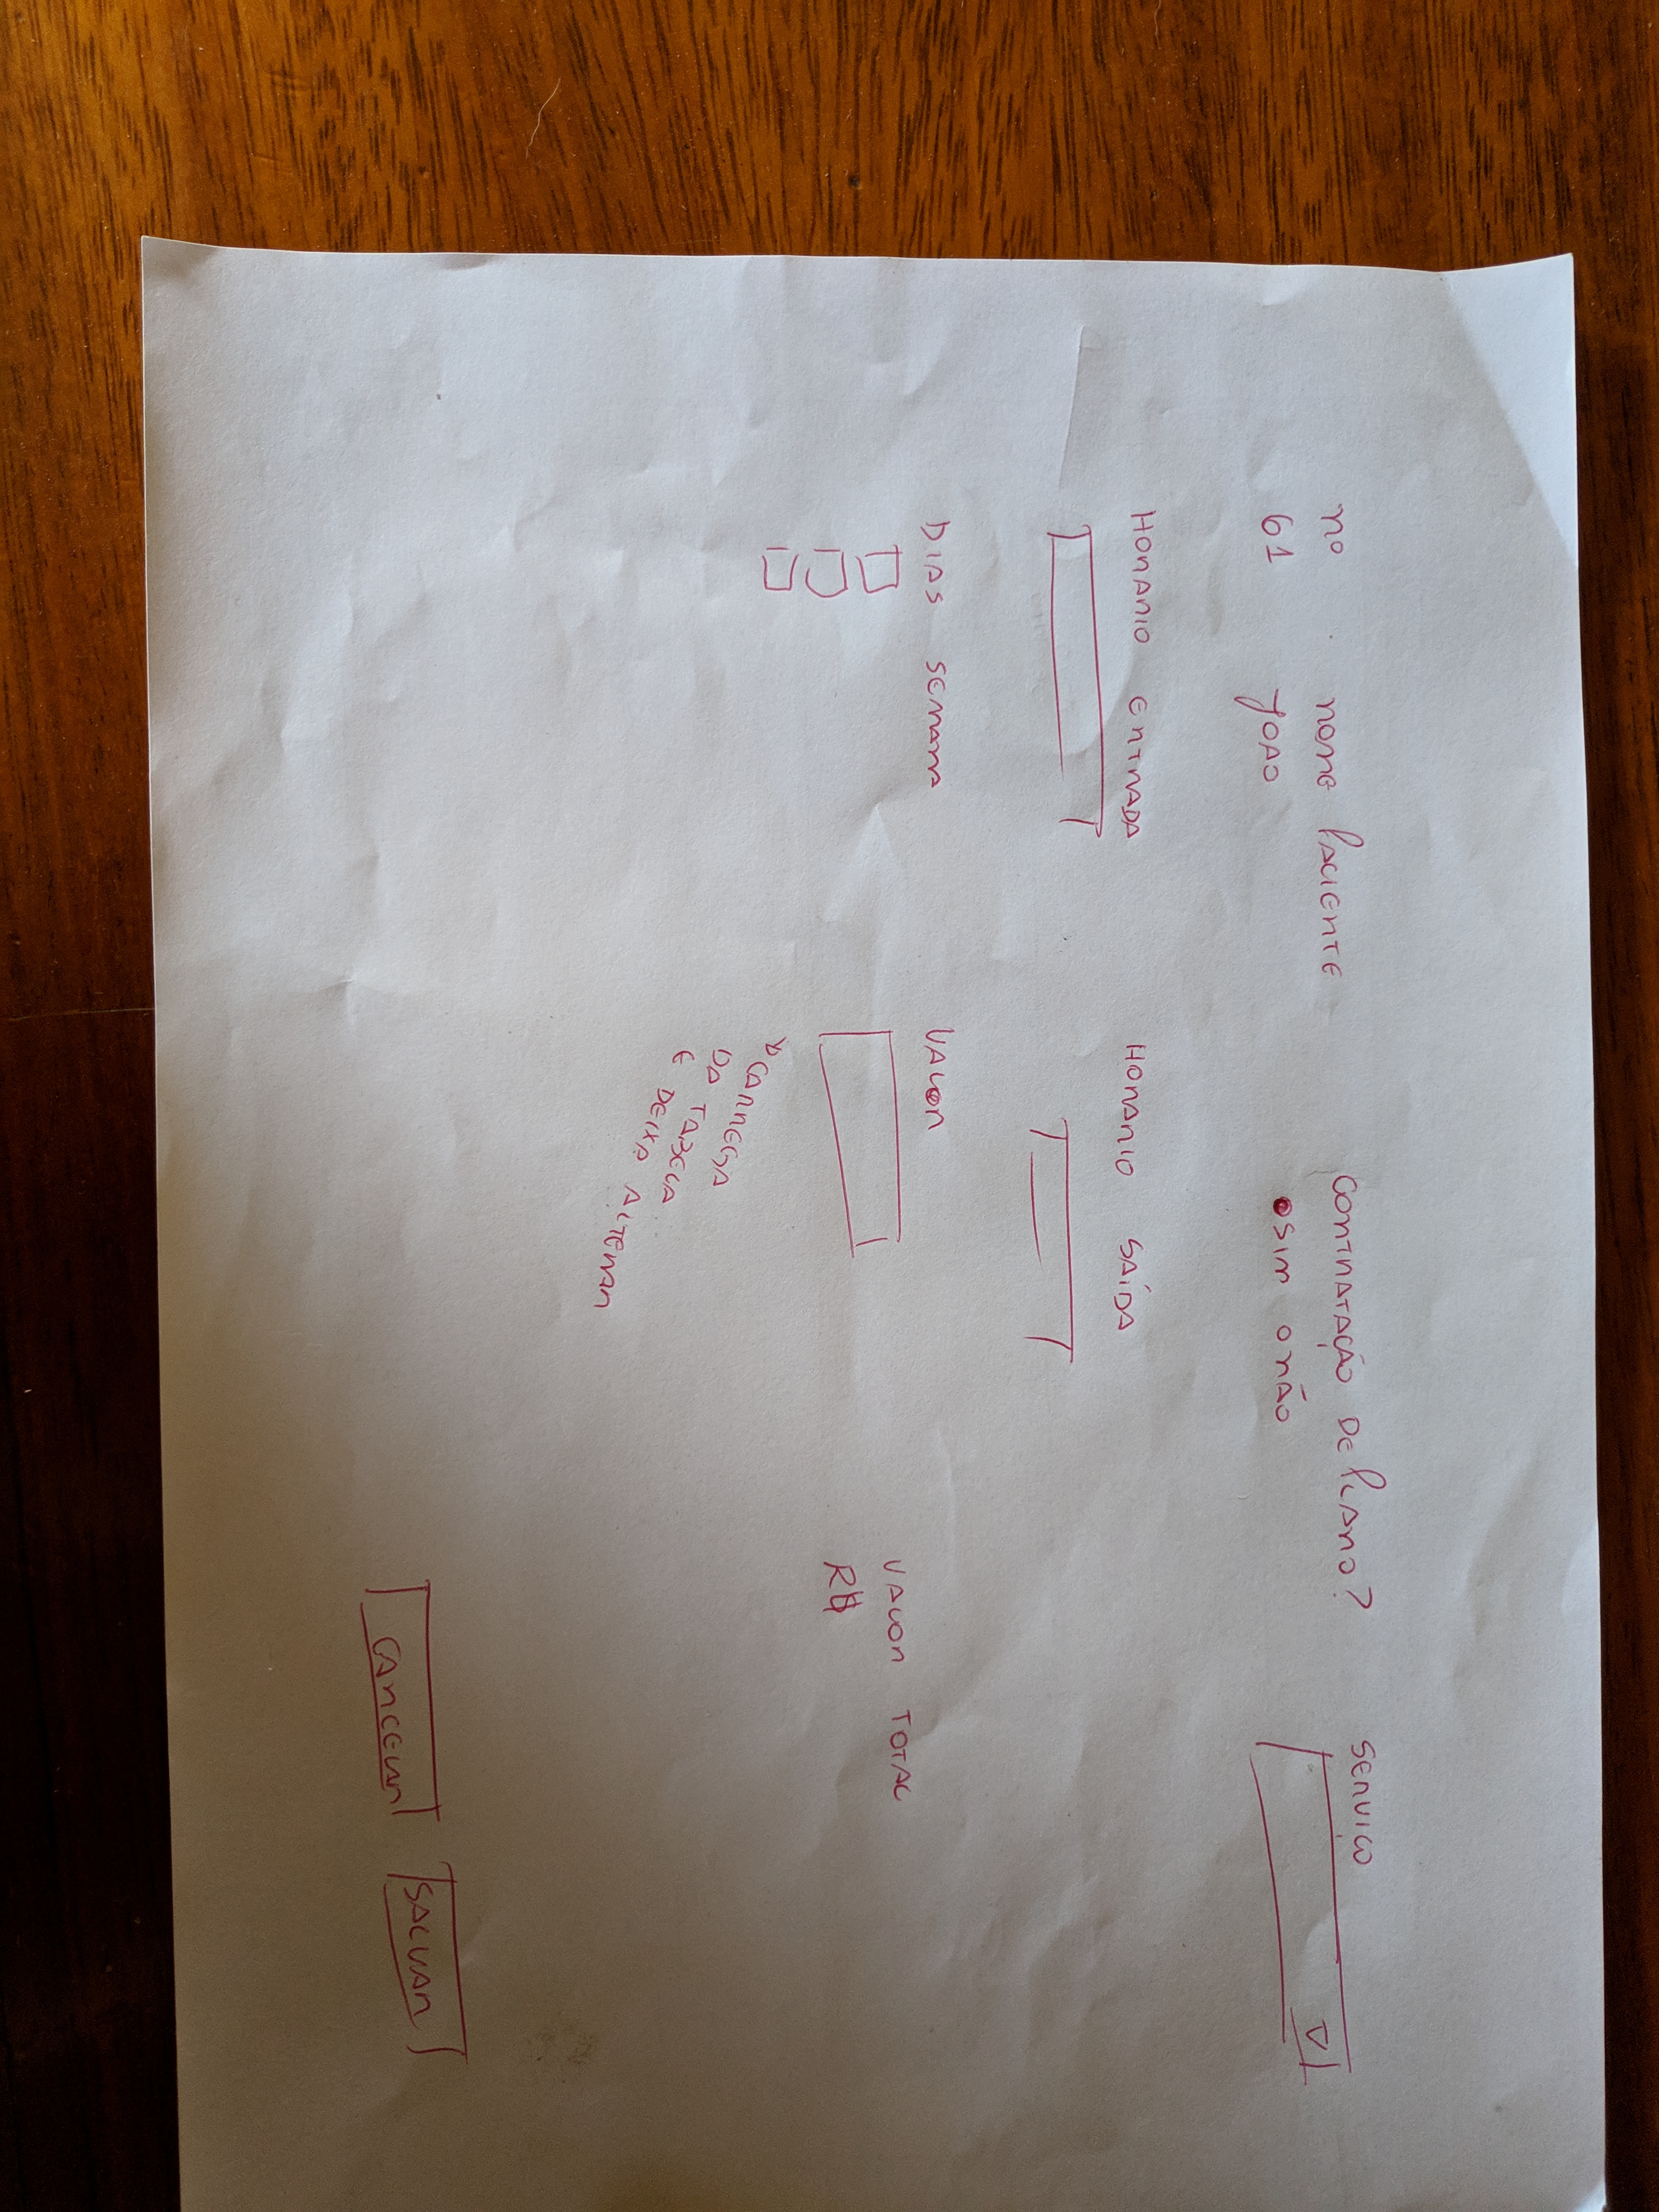 nº nome Paciente Contratação de Plano? Serviço
61 João sim não
Horario entrada Horario saída
Dias semana Valor Valor total
R$
Carrega
da tabela
e deixa alterar
Cancelar Salvar